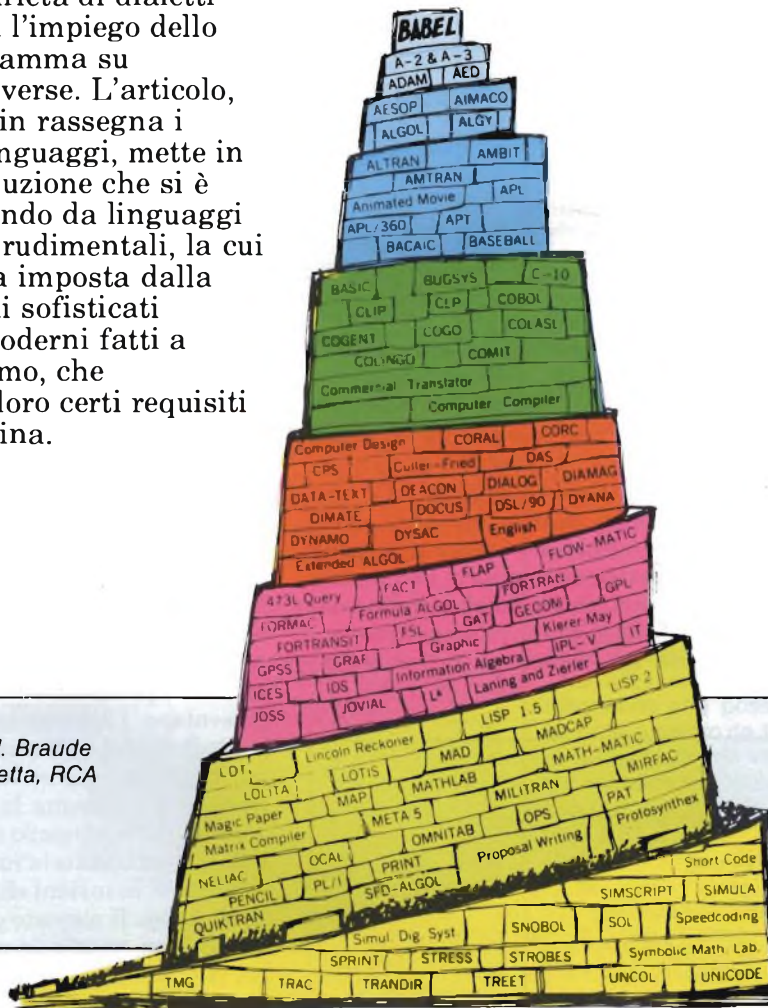 rietà di dialetti
l'impiego dello
amma su
verse. L'articolo,
in rassegna i
nguaggi, mette in
uzione che si è
ndo da linguaggi
rudimentali, la cui
a imposta dalla
i sofisticati
oderni fatti a
mo, che
loro certi requisiti
ina.
. Braude
etta, RCA
BABEL
A-2 & A-3
ADAM AED
AESOP AIMACO
ALGOL ALGY
ALTRAN AMBIT
AMTRAN
Animated Movie APL
APL/360 APT
BACAIC BASEBALL
BASIC BUGSYS C-10
CLIP CLP COBOL
COGENT COGO COLASL
COLINGO COMIT
Commercial Translator
Computer Compiler
Computer Design CORAL CORC
CPS Culler-Fried DAS
DATA-TEXT DEACON DIALOG DIAMAG
DIMATE DOCUS DSL/90 DYANA
DYNAMO DYSAC English
Extended ALGOL
473L Query FACT FLAP FLOW-MATIC
FORMAC Formula ALGOL FORTRAN GPL
FORTRANSIT FSL GAT GECOM
GPSS GRAF Graphic Klerer May
ICES IDS Information Algebra IPL-V IT
JOSS JOVIAL L⁶ Laning and Zierler
LDT Lincoln Reckoner LISP 1.5 LISP 2
LOLITA LOTIS MAD MADCAP
Magic Paper MAP MATHLAB MATH-MATIC MIRFAC
Matrix Compiler META 5 MILITRAN PAT
NELIAC OCAL OMNITAB OPS Protosynthex
PENCIL PL/I PRINT Proposal Writing
QUIKTRAN SFD-ALGOL
Short Code
SIMSCRIPT SIMULA
Simul. Dig Syst SNOBOL SOL Speedcoding
SPRINT STRESS STROBES Symbolic Math. Lab.
TMG TRAC TRANDIR TREET UNCOL UNICODE